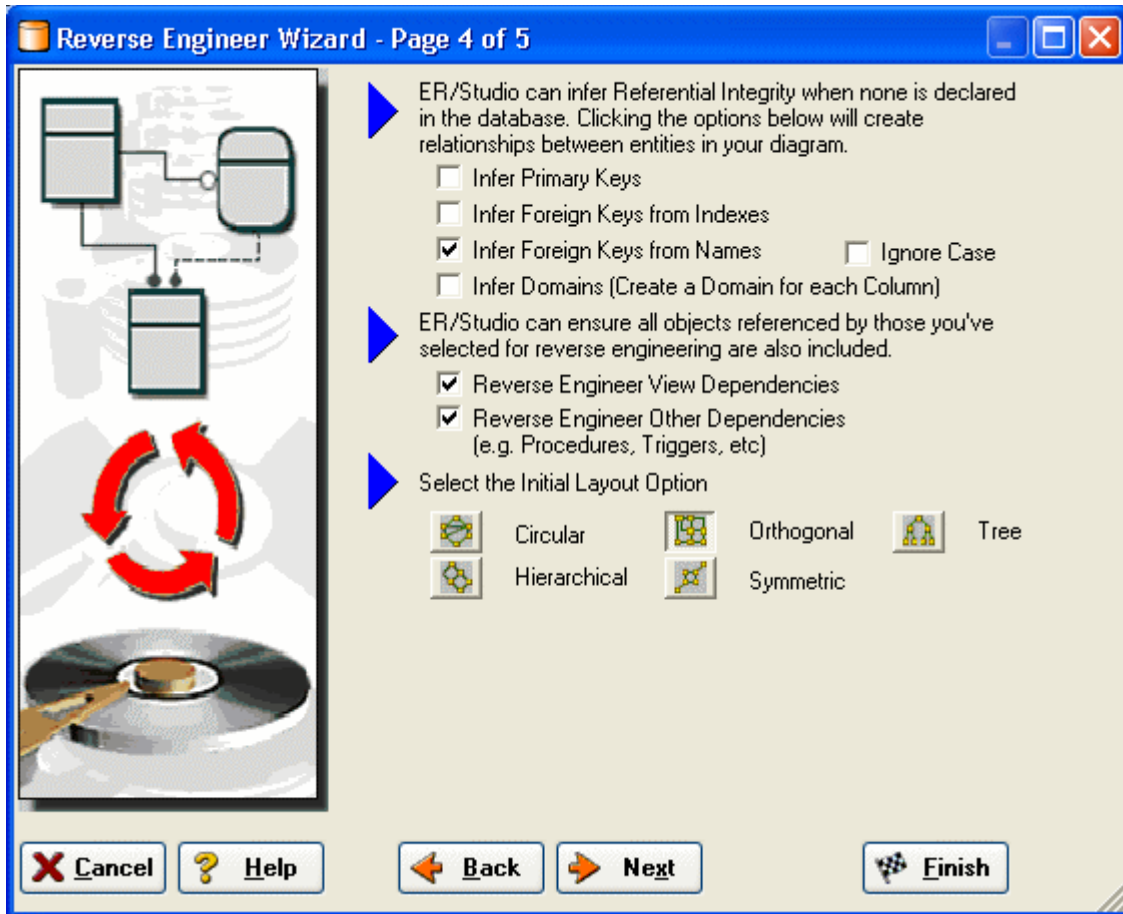 Reverse Engineer Wizard - Page 4 of 5
ER/Studio can infer Referential Integrity when none is declared
in the database. Clicking the options below will create
relationships between entities in your diagram.
Infer Primary Keys
Infer Foreign Keys from Indexes
Infer Foreign Keys from Names Ignore Case
Infer Domains (Create a Domain for each Column)
ER/Studio can ensure all objects referenced by those you've
selected for reverse engineering are also included.
Reverse Engineer View Dependencies
Reverse Engineer Other Dependencies
(e.g. Procedures, Triggers, etc)
Select the Initial Layout Option
Circular Orthogonal Tree
Hierarchical Symmetric
Cancel Help Back Next Finish